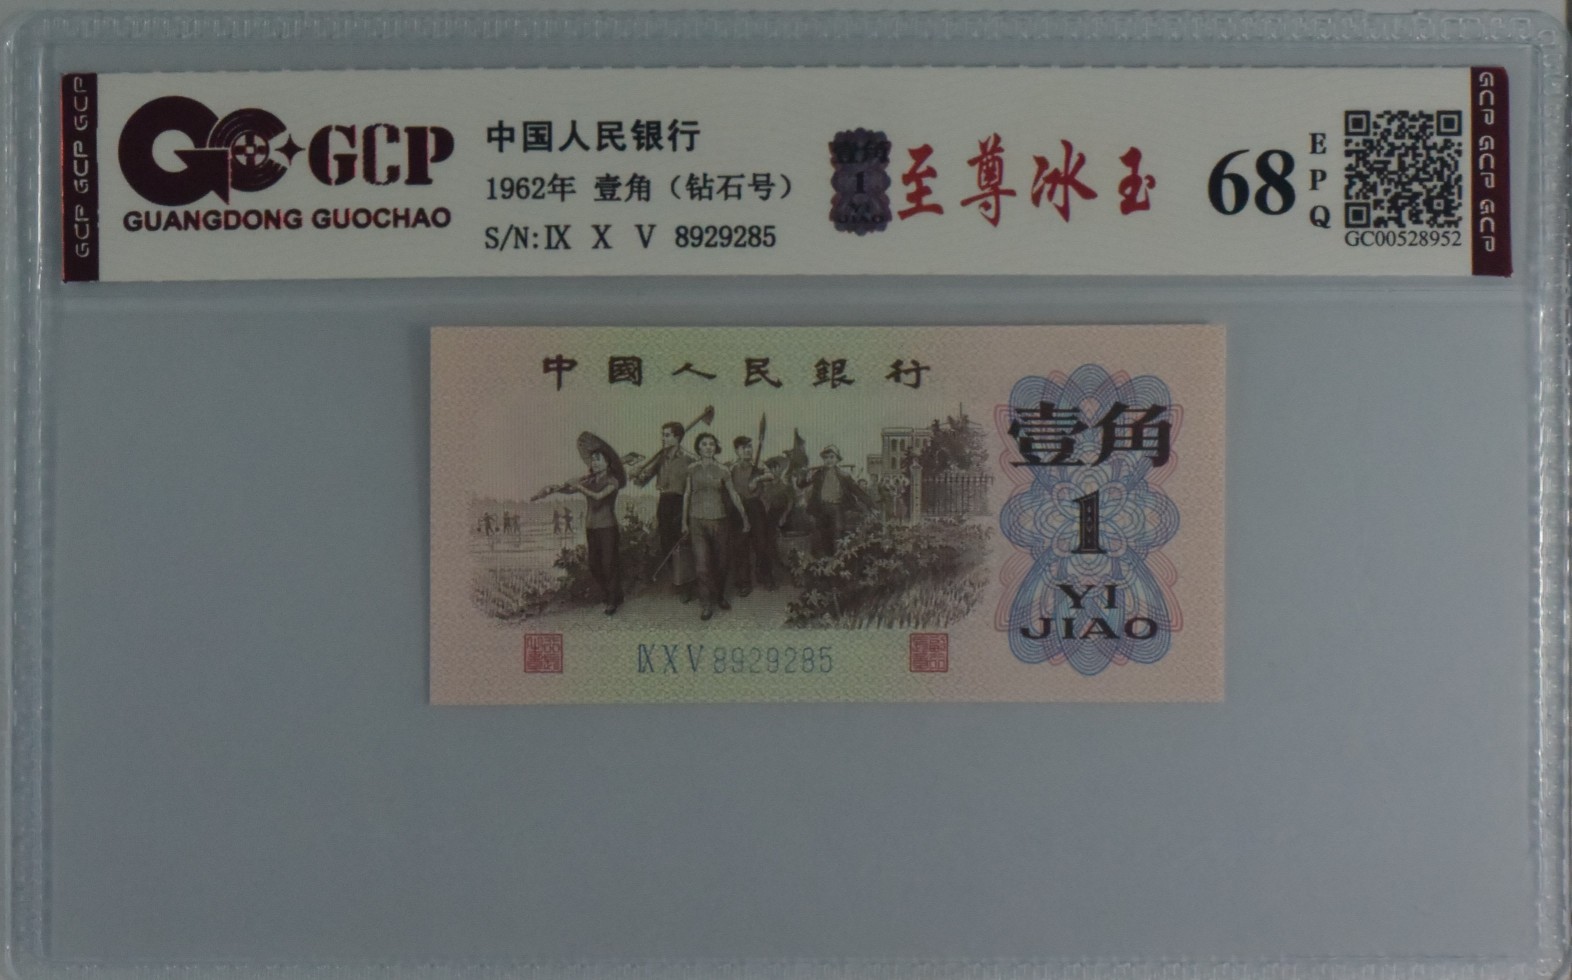 GCP GCP GCP
GCP
GUANGDONG GUOCHAO
中国人民银行
1962年 壹角（钻石号）
S/N:Ⅸ Ⅹ Ⅴ 8929285
壹角
1
YI
JIAO
至尊冰玉
68
EPQ
GC00528952
GCP GCP GCP
中國人民銀行
壹角
1
YI
JIAO
ⅨⅩⅤ8929285